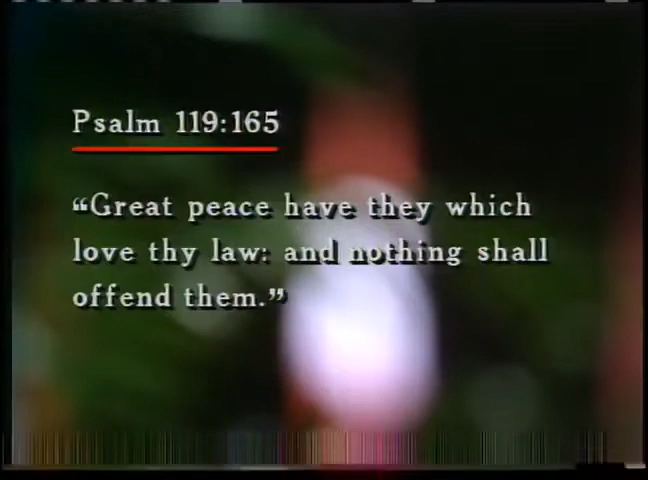 Psalm 119:165
“Great peace have they which
love thy law: and nothing shall
offend them.”